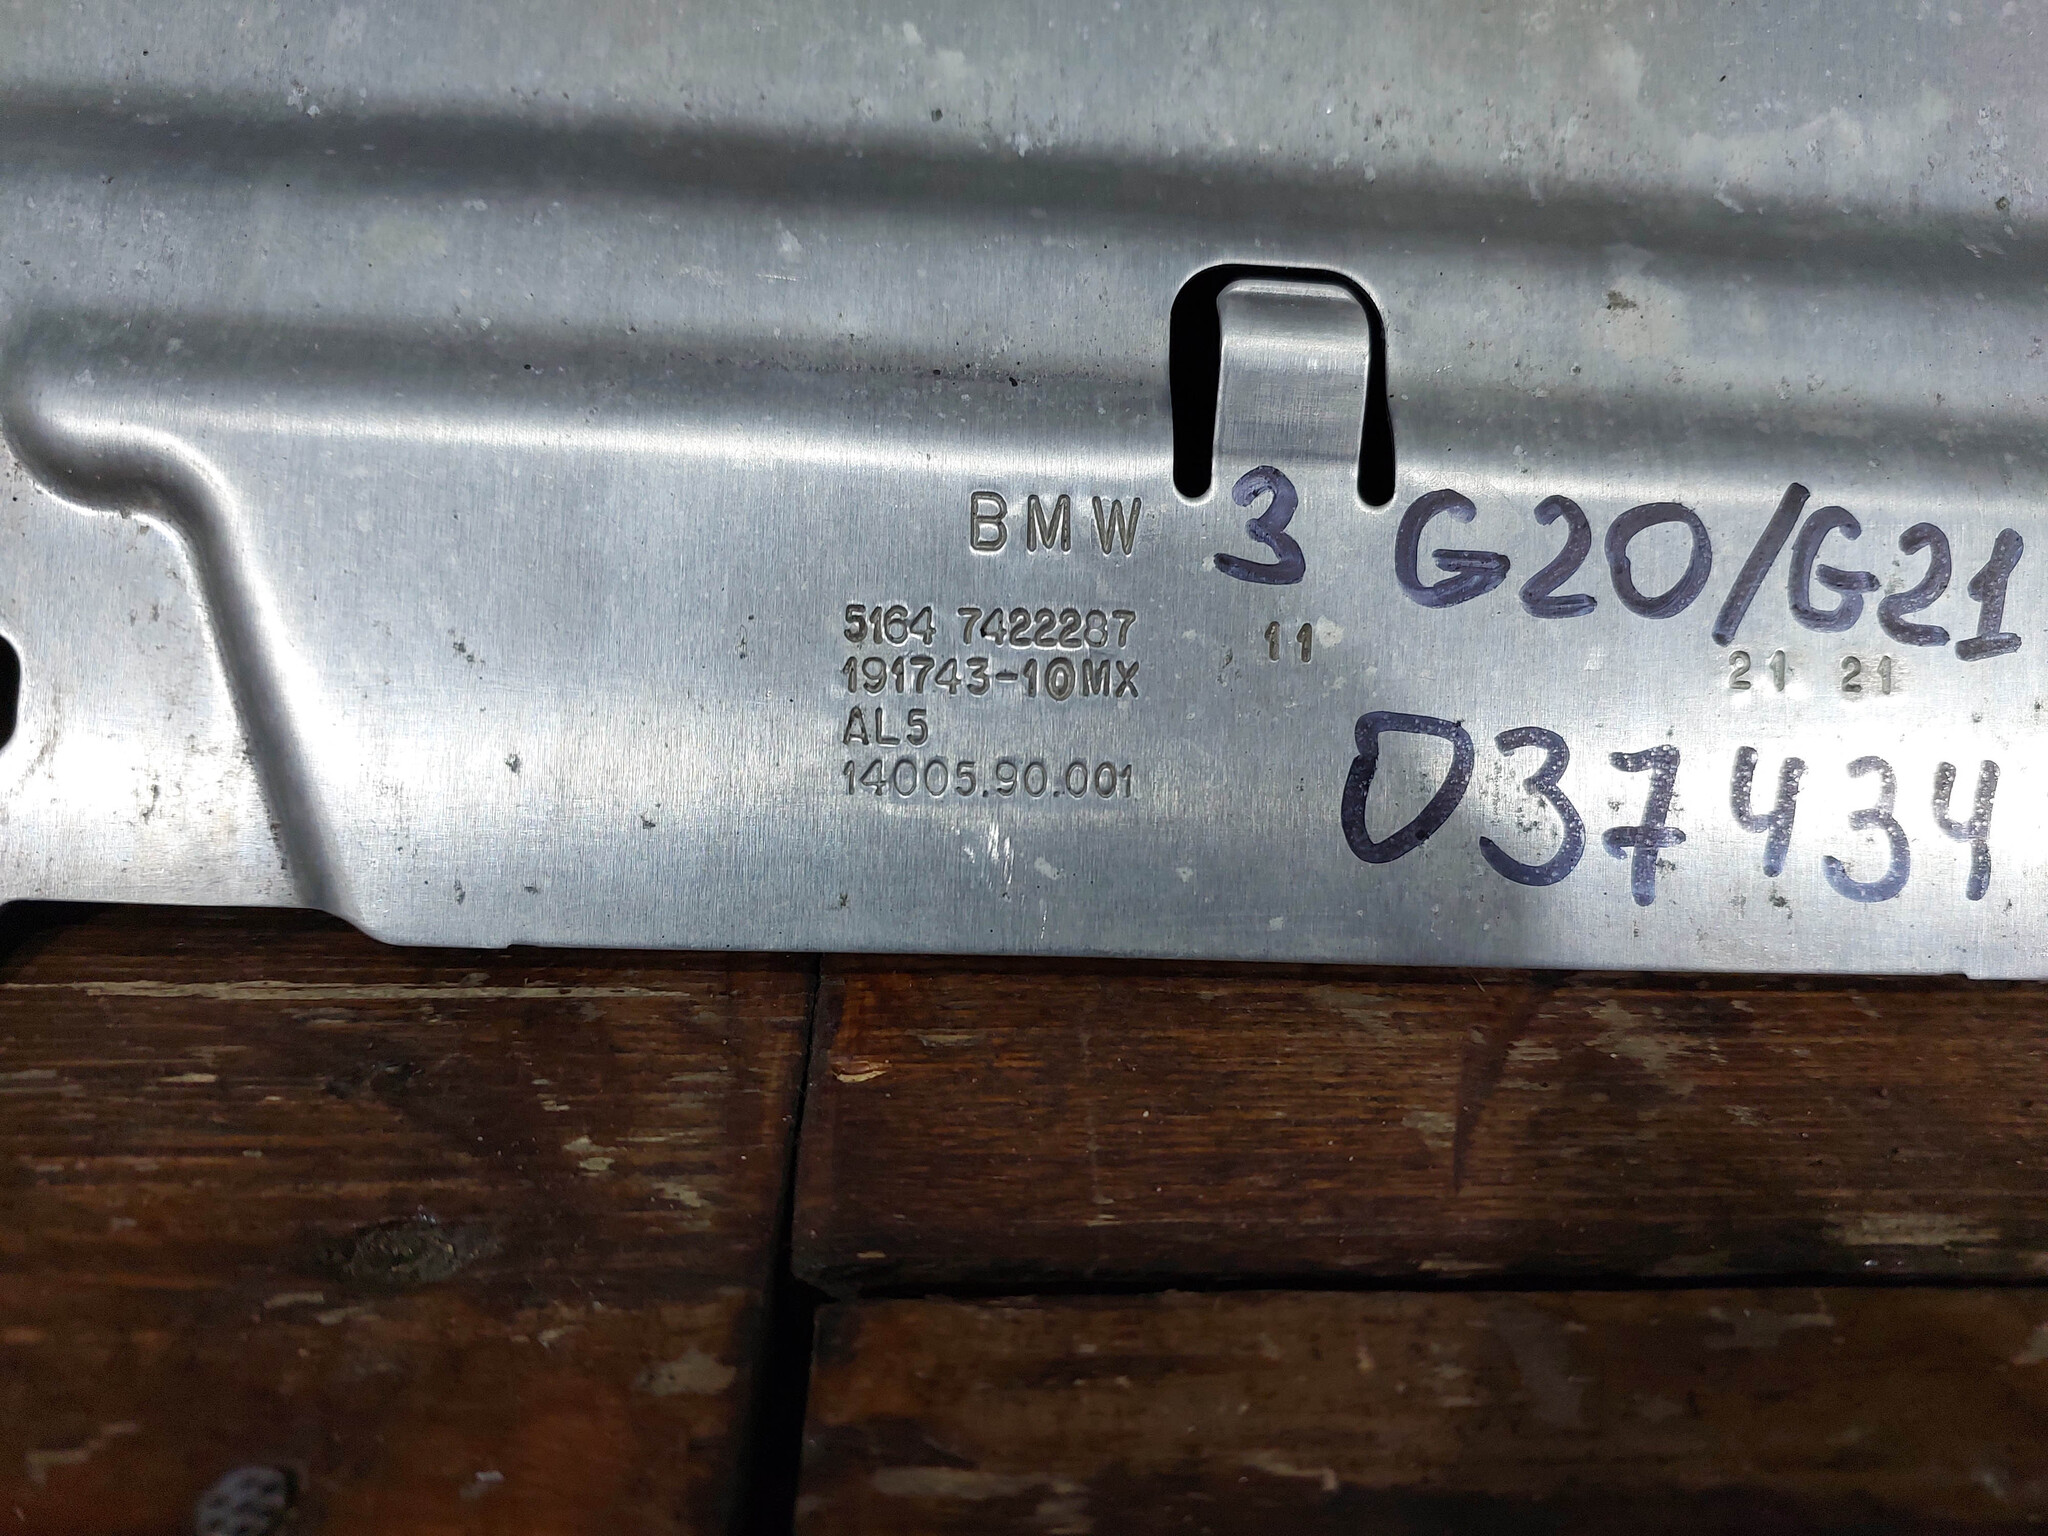 BMW 3 G20/G21
5164 7422287 11 21 21
191743-10MX
AL5
14005.90.001
037434